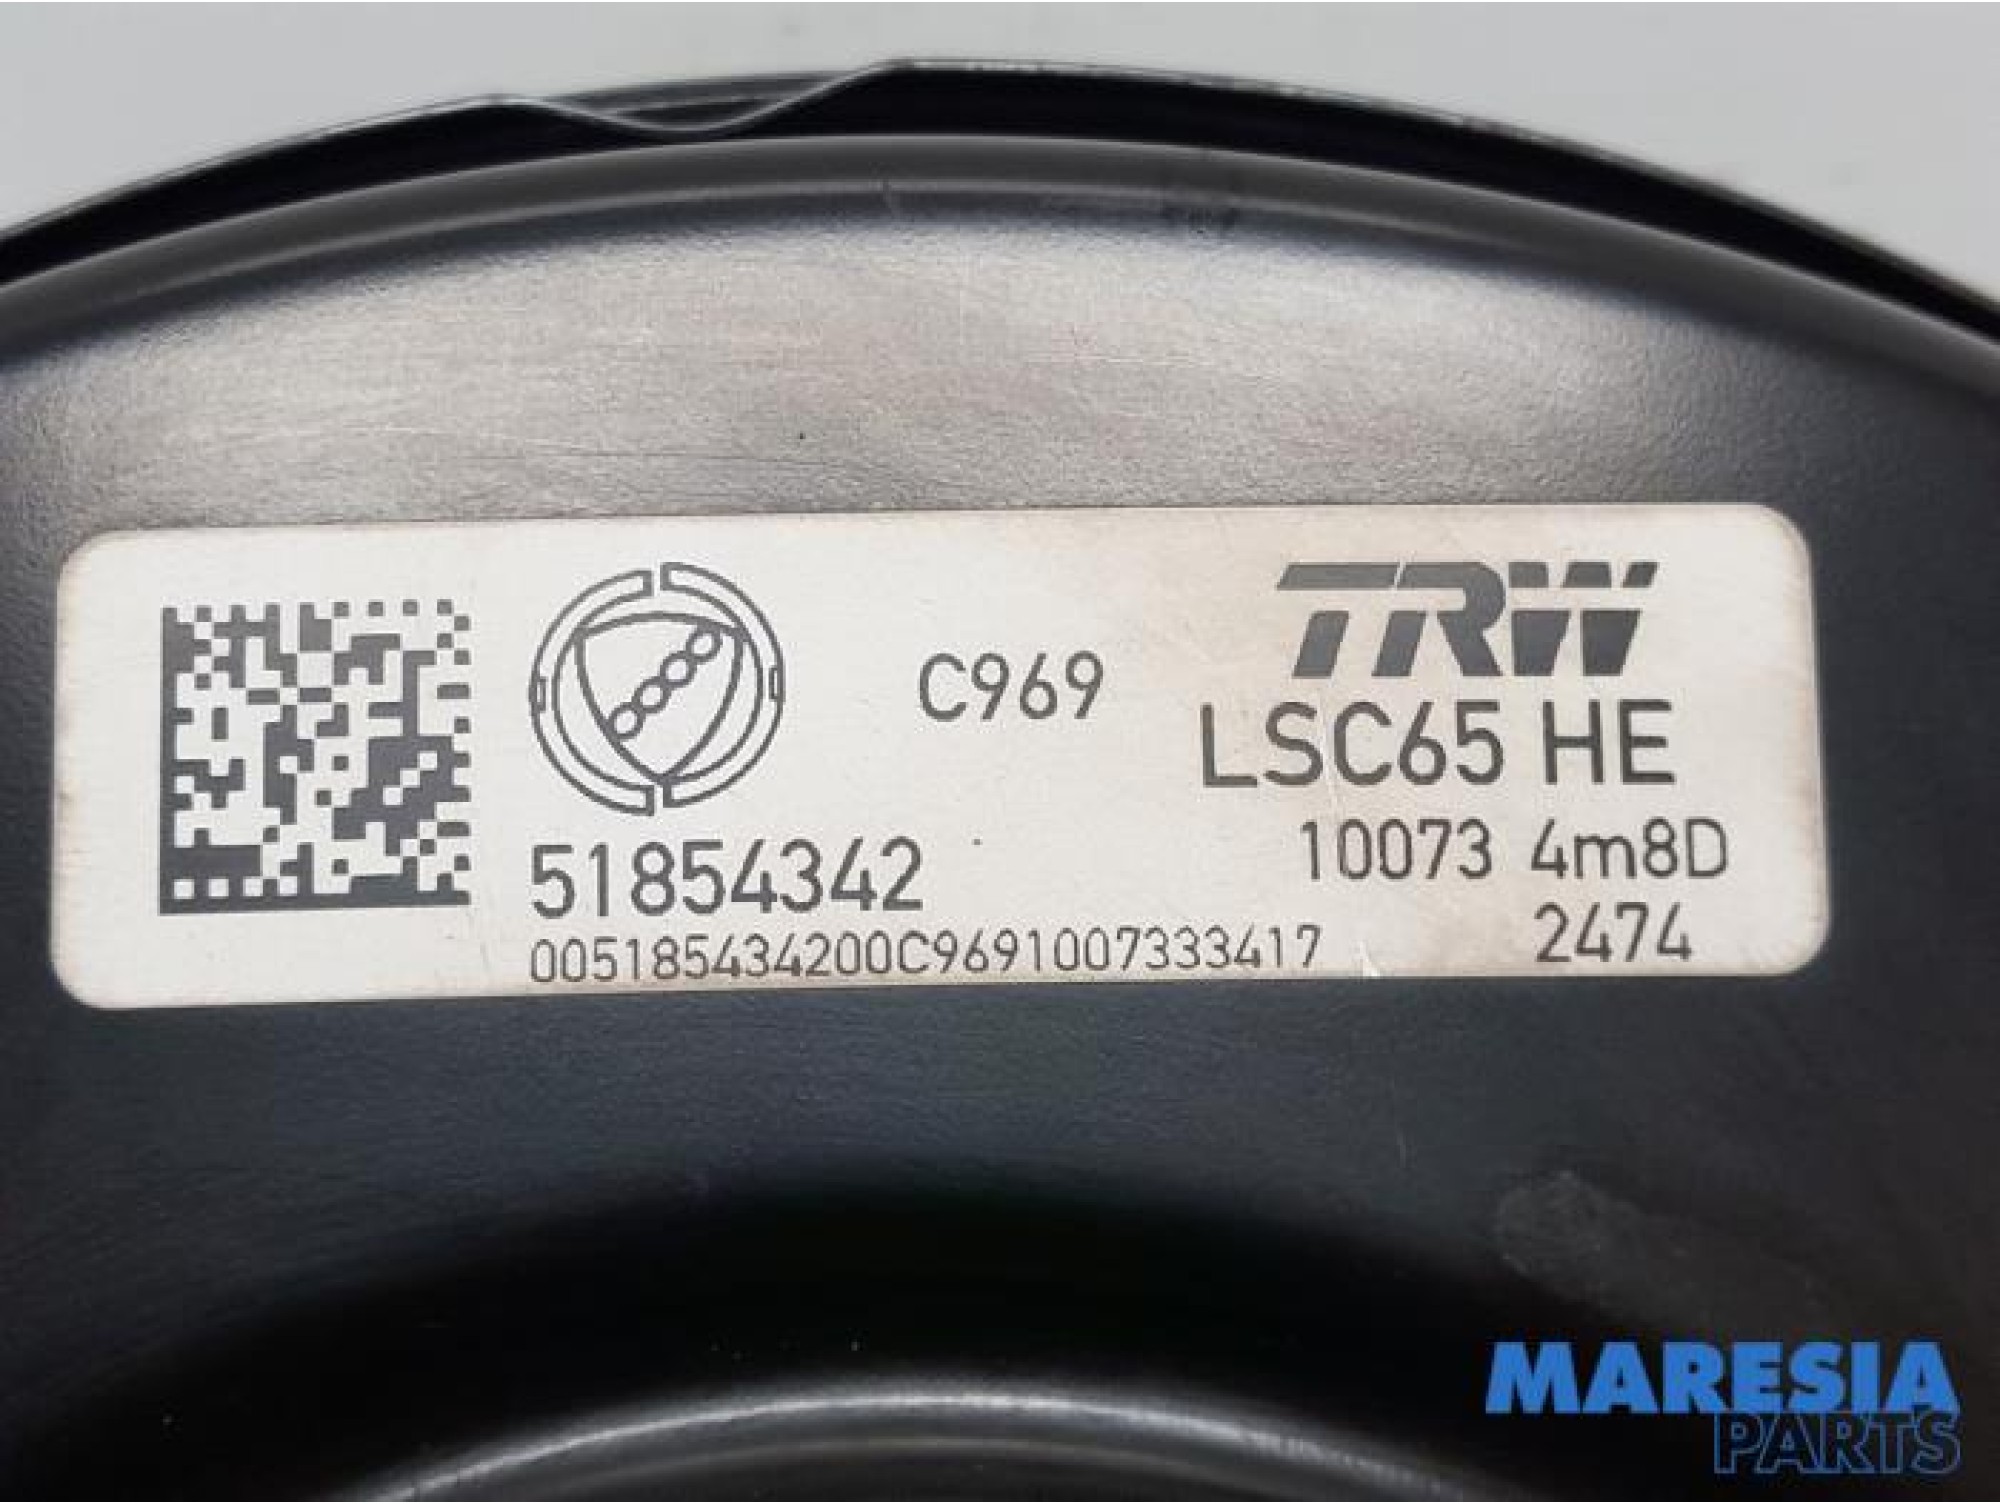 TRW
C969
LSC65 HE
51854342
10073 4m8D
005185434200C9691007333417
2474
MARESIA
PARTS